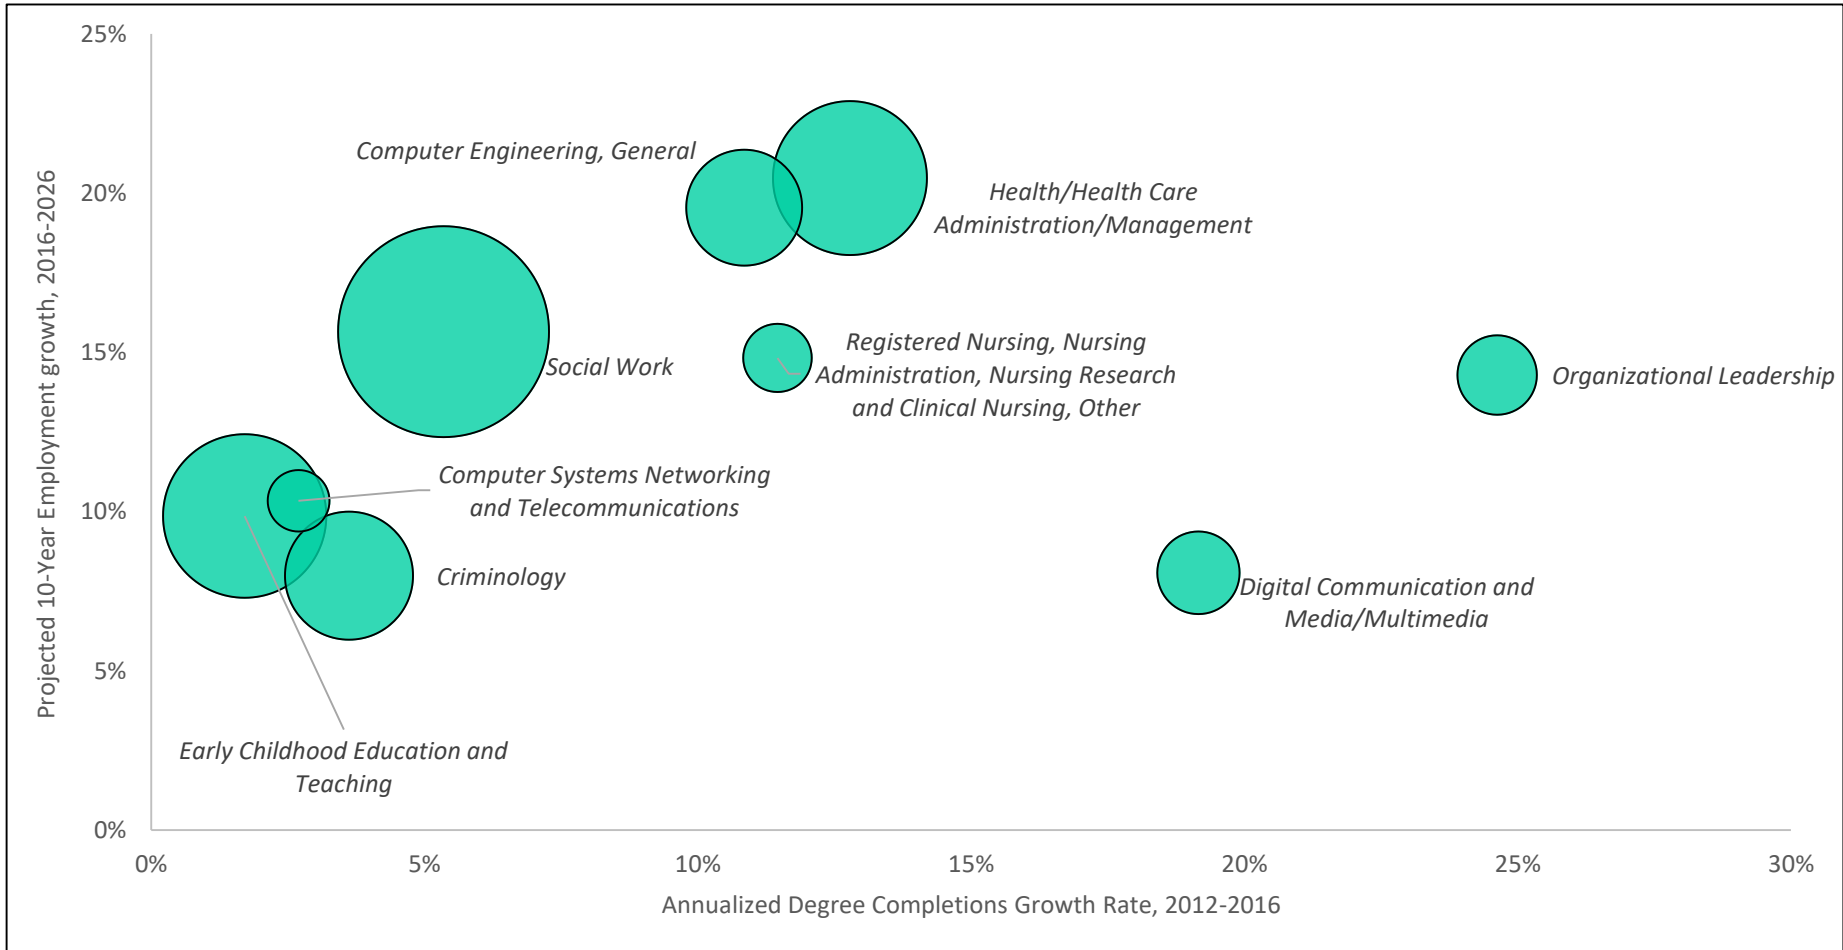 25%
20%
15%
10%
5%
0%
Projected 10-Year Employment growth, 2016-2026
Computer Engineering, General
Health/Health Care
Administration/Management
Social Work
Registered Nursing, Nursing
Administration, Nursing Research
and Clinical Nursing, Other
Organizational Leadership
Computer Systems Networking
and Telecommunications
Criminology
Digital Communication and
Media/Multimedia
Early Childhood Education and
Teaching
0%
5%
10%
15%
20%
25%
30%
Annualized Degree Completions Growth Rate, 2012-2016